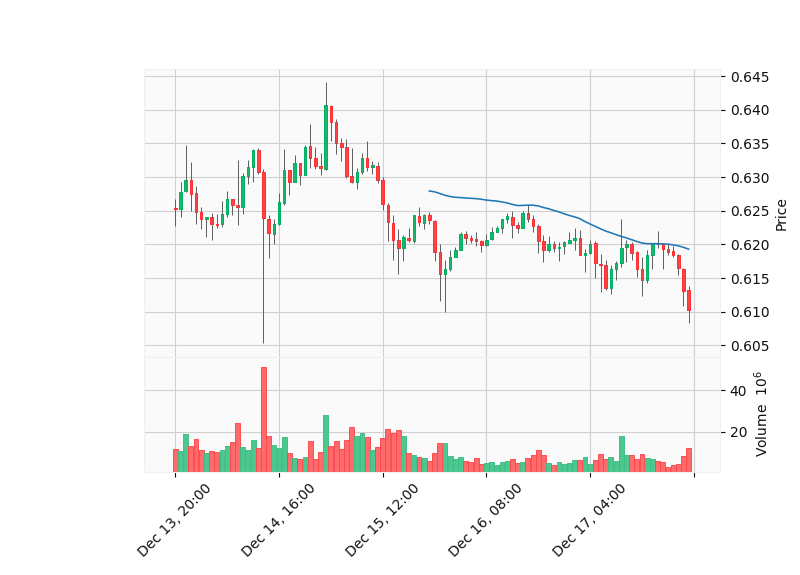 0.645
0.640
0.635
0.630
0.625
0.620
0.615
0.610
0.605
Price
40
20
Volume 10⁶
Dec 13, 20:00
Dec 14, 16:00
Dec 15, 12:00
Dec 16, 08:00
Dec 17, 04:00